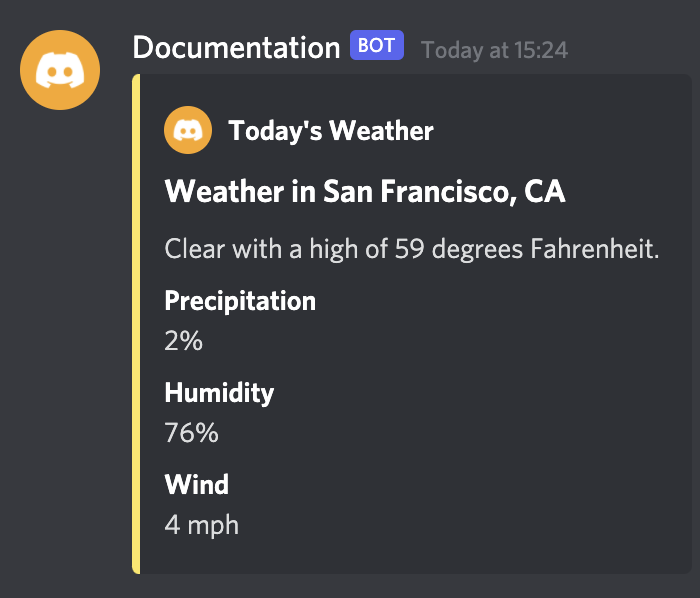 Documentation BOT Today at 15:24
Today's Weather
Weather in San Francisco, CA
Clear with a high of 59 degrees Fahrenheit.
Precipitation
2%
Humidity
76%
Wind
4 mph